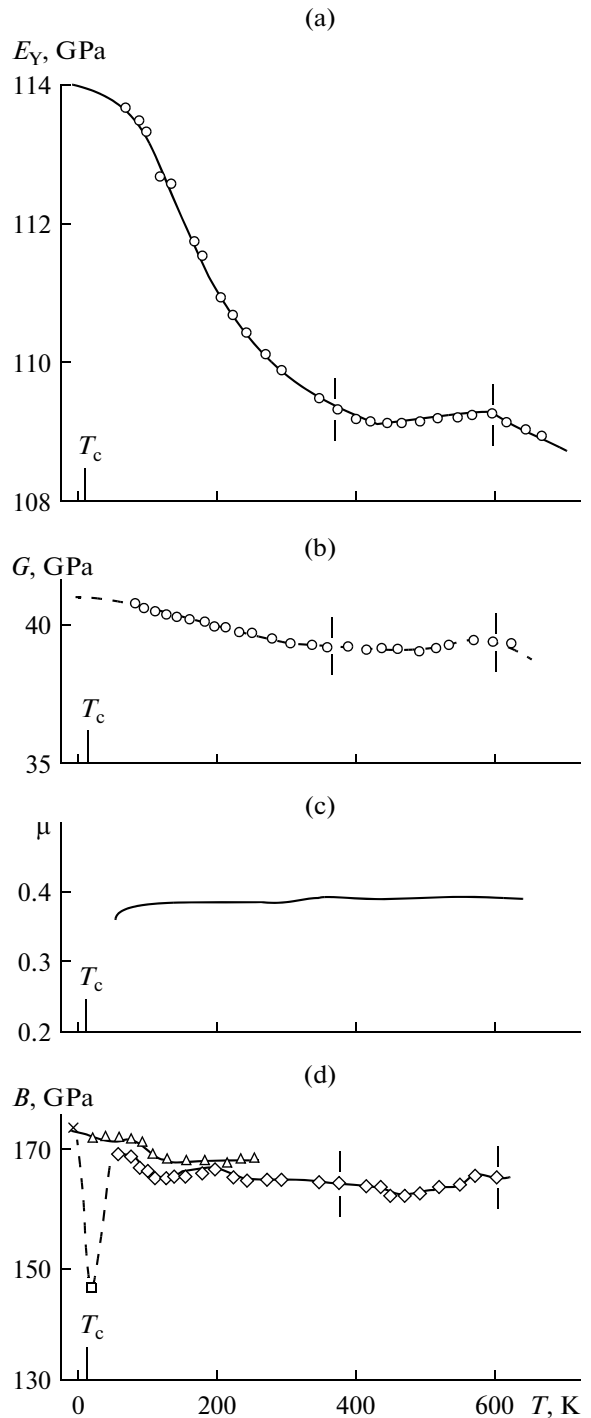 (a)
E_Y, GPa
114
112
110
T_c
108
(b)
G, GPa
40
T_c
35
(c)
μ
0.4
0.3
T_c
0.2
(d)
B, GPa
170
150
T_c
130
0 200 400 600 T, K